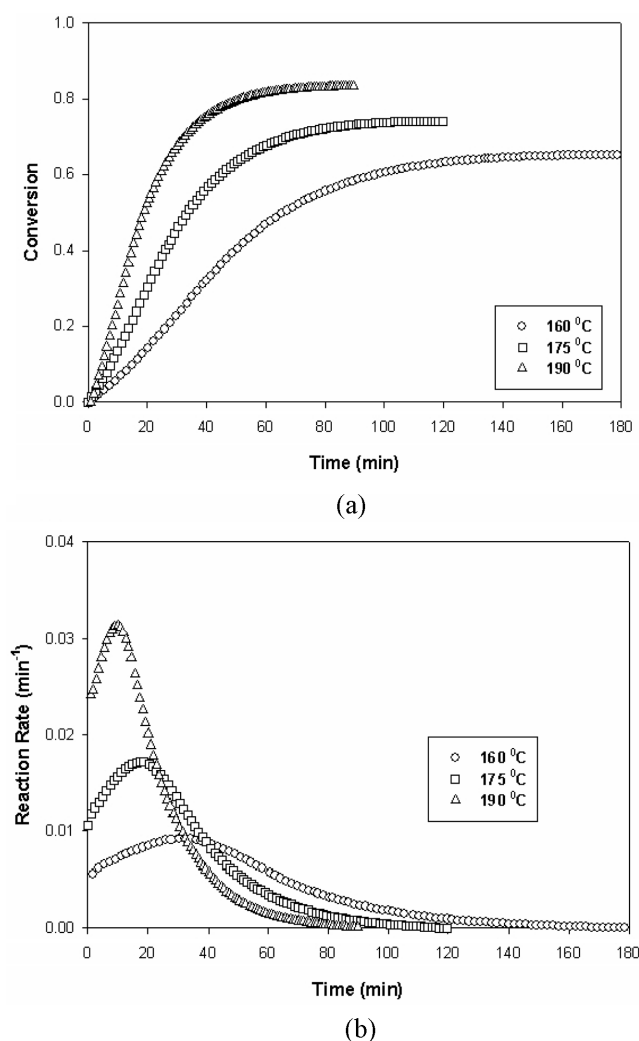 1.0
0.8
0.6
0.4
0.2
0.0
Conversion
160 ⁰C
175 ⁰C
190 ⁰C
0 20 40 60 80 100 120 140 160 180
Time (min)
(a)
0.04
0.03
0.02
0.01
0.00
Reaction Rate (min⁻¹)
160 ⁰C
175 ⁰C
190 ⁰C
0 20 40 60 80 100 120 140 160 180
Time (min)
(b)